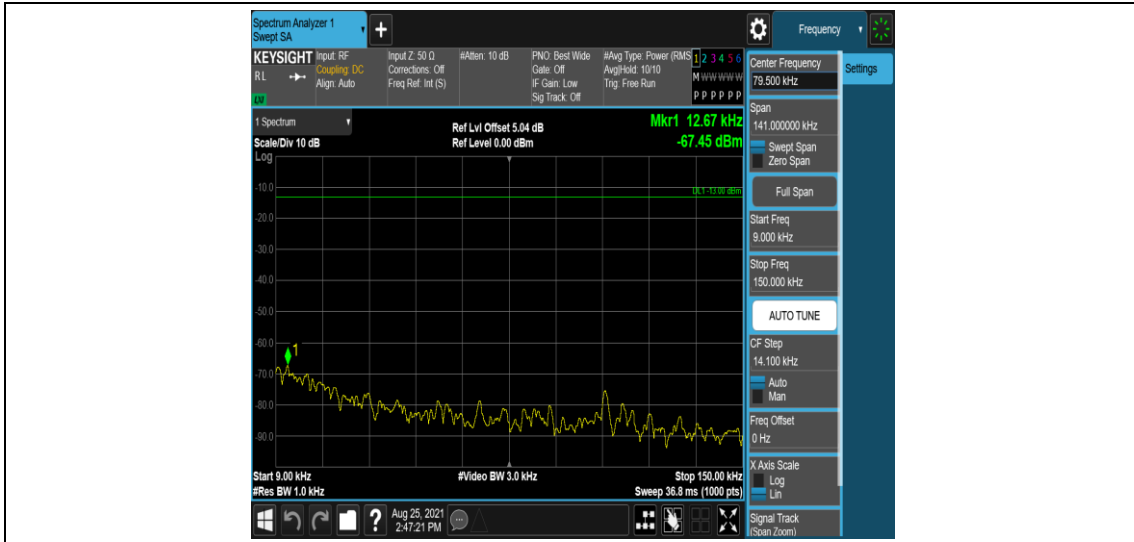 Spectrum Analyzer 1
Swept SA
Frequency
KEYSIGHT
RL
Input: RF
Coupling: DC
Align: Auto
Input Z: 50 Ω
Corrections: Off
Freq Ref: Int (S)
#Atten: 10 dB
PNO: Best Wide
Gate: Off
IF Gain: Low
Sig Track: Off
#Avg Type: Power (RMS
Avg|Hold: 10/10
Trig: Free Run
1 2 3 4 5 6
M W W W W W
P P P P P P
1 Spectrum
Scale/Div 10 dB
Log
Ref Lvl Offset 5.04 dB
Ref Level 0.00 dBm
Mkr1 12.67 kHz
-67.45 dBm
DL1 -13.00 dBm
-10.0
-20.0
-30.0
-40.0
-50.0
-60.0
-70.0
-80.0
-90.0
1
Start 9.00 kHz
#Res BW 1.0 kHz
#Video BW 3.0 kHz
Stop 150.00 kHz
Sweep 36.8 ms (1000 pts)
Aug 25, 2021
2:47:21 PM
Center Frequency
79.500 kHz
Settings
Span
141.000000 kHz
Swept Span
Zero Span
Full Span
Start Freq
9.000 kHz
Stop Freq
150.000 kHz
AUTO TUNE
CF Step
14.100 kHz
Auto
Man
Freq Offset
0 Hz
X Axis Scale
Log
Lin
Signal Track
(Span Zoom)